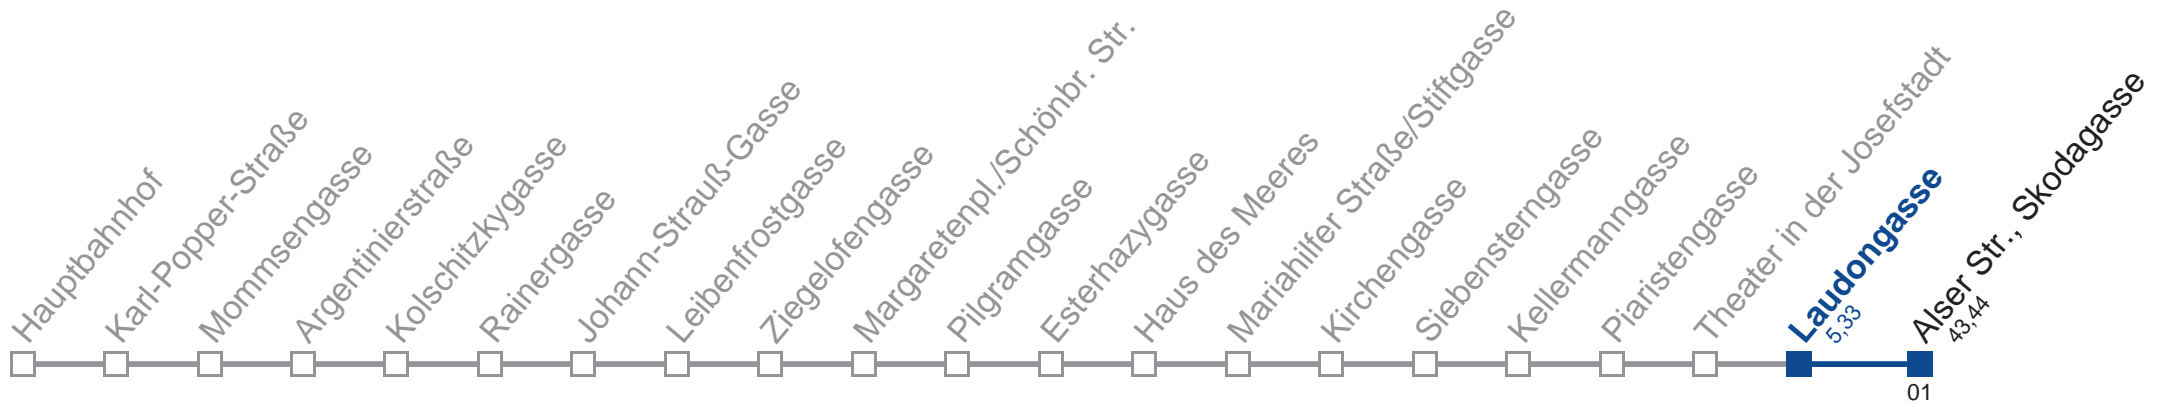 Hauptbahnhof
Karl-Popper-Straße
Mommsengasse
Argentinierstraße
Kolschitzkygasse
Rainergasse
Johann-Strauß-Gasse
Leibenfrostgasse
Ziegelofengasse
Margaretenpl./Schönbr. Str.
Pilgramgasse
Esterhazygasse
Haus des Meeres
Mariahilfer Straße/Stiftgasse
Kirchengasse
Siebensterngasse
Kellermanngasse
Piaristengasse
Theater in der Josefstadt
Laudongasse
5,33
Alser Str., Skodagasse
43,44
01